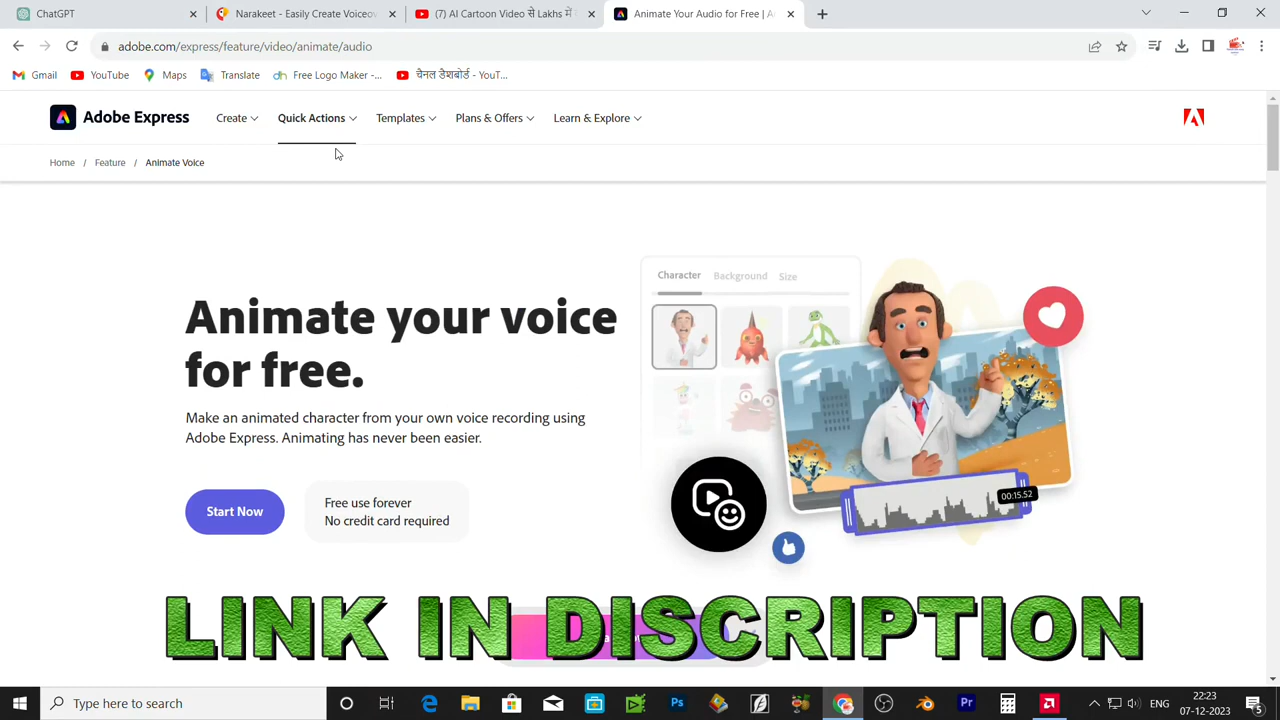 ChatGPT
Narakeet - Easily Create Voiceov
(7) AI Cartoon Video से Lakhs में
Animate Your Audio for Free | A
adobe.com/express/feature/video/animate/audio
Gmail
YouTube
Maps
Translate
Free Logo Maker -...
चैनल डैशबोर्ड - YouT...
Adobe Express
Create
Quick Actions
Templates
Plans & Offers
Learn & Explore
Home / Feature / Animate Voice
Character
Background
Size
Animate your voice
for free.
Make an animated character from your own voice recording using
Adobe Express. Animating has never been easier.
Start Now
Free use forever
No credit card required
00:15.52
LINK IN DISCRIPTION
Type here to search
ENG
22:23
07-12-2023
5